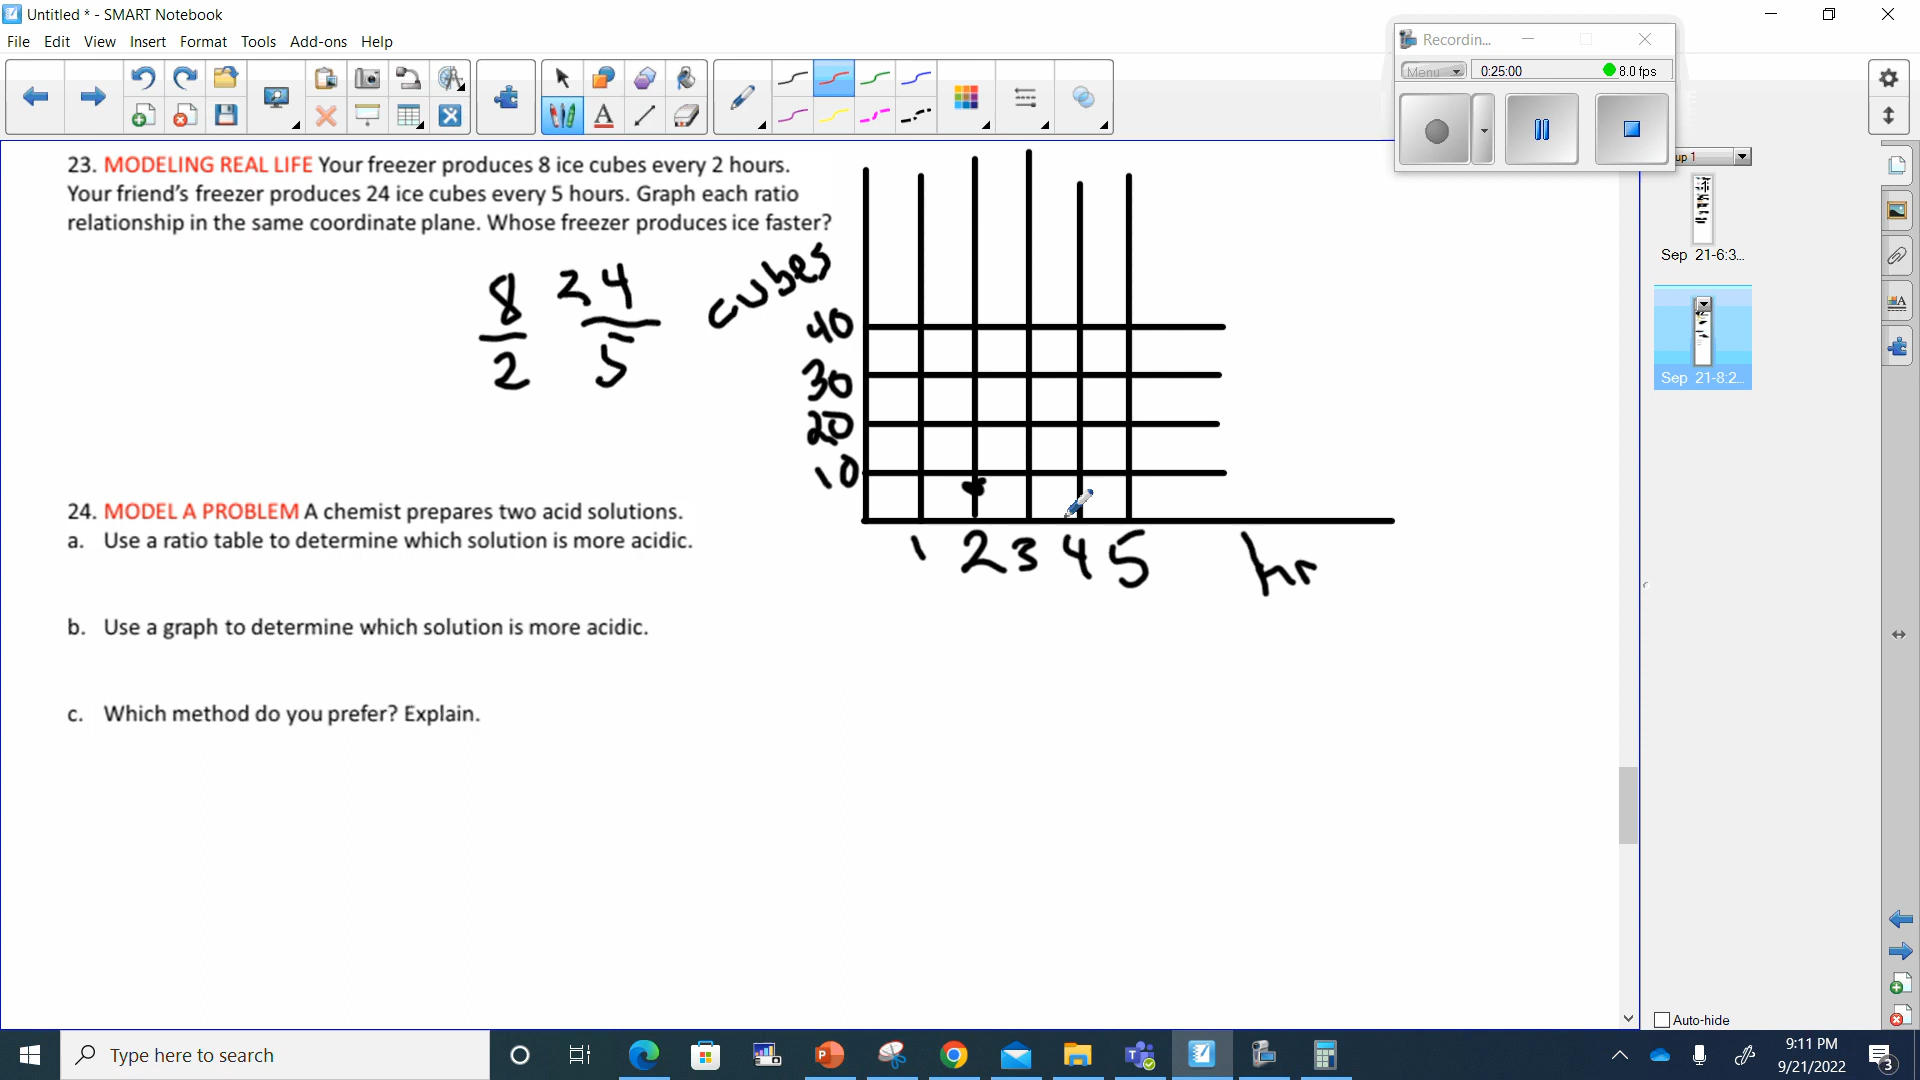 Untitled * - SMART Notebook
File Edit View Insert Format Tools Add-ons Help
Recordin...
Menu 0:25:00 8.0 fps
up 1
23. MODELING REAL LIFE Your freezer produces 8 ice cubes every 2 hours.
Your friend's freezer produces 24 ice cubes every 5 hours. Graph each ratio
relationship in the same coordinate plane. Whose freezer produces ice faster?
8 24
2 5
cubes
40
30
20
10
1 2 3 4 5 hr
24. MODEL A PROBLEM A chemist prepares two acid solutions.
a. Use a ratio table to determine which solution is more acidic.
b. Use a graph to determine which solution is more acidic.
c. Which method do you prefer? Explain.
Sep 21-6:3...
Sep 21-8:2...
Auto-hide
Type here to search
9:11 PM
9/21/2022
3